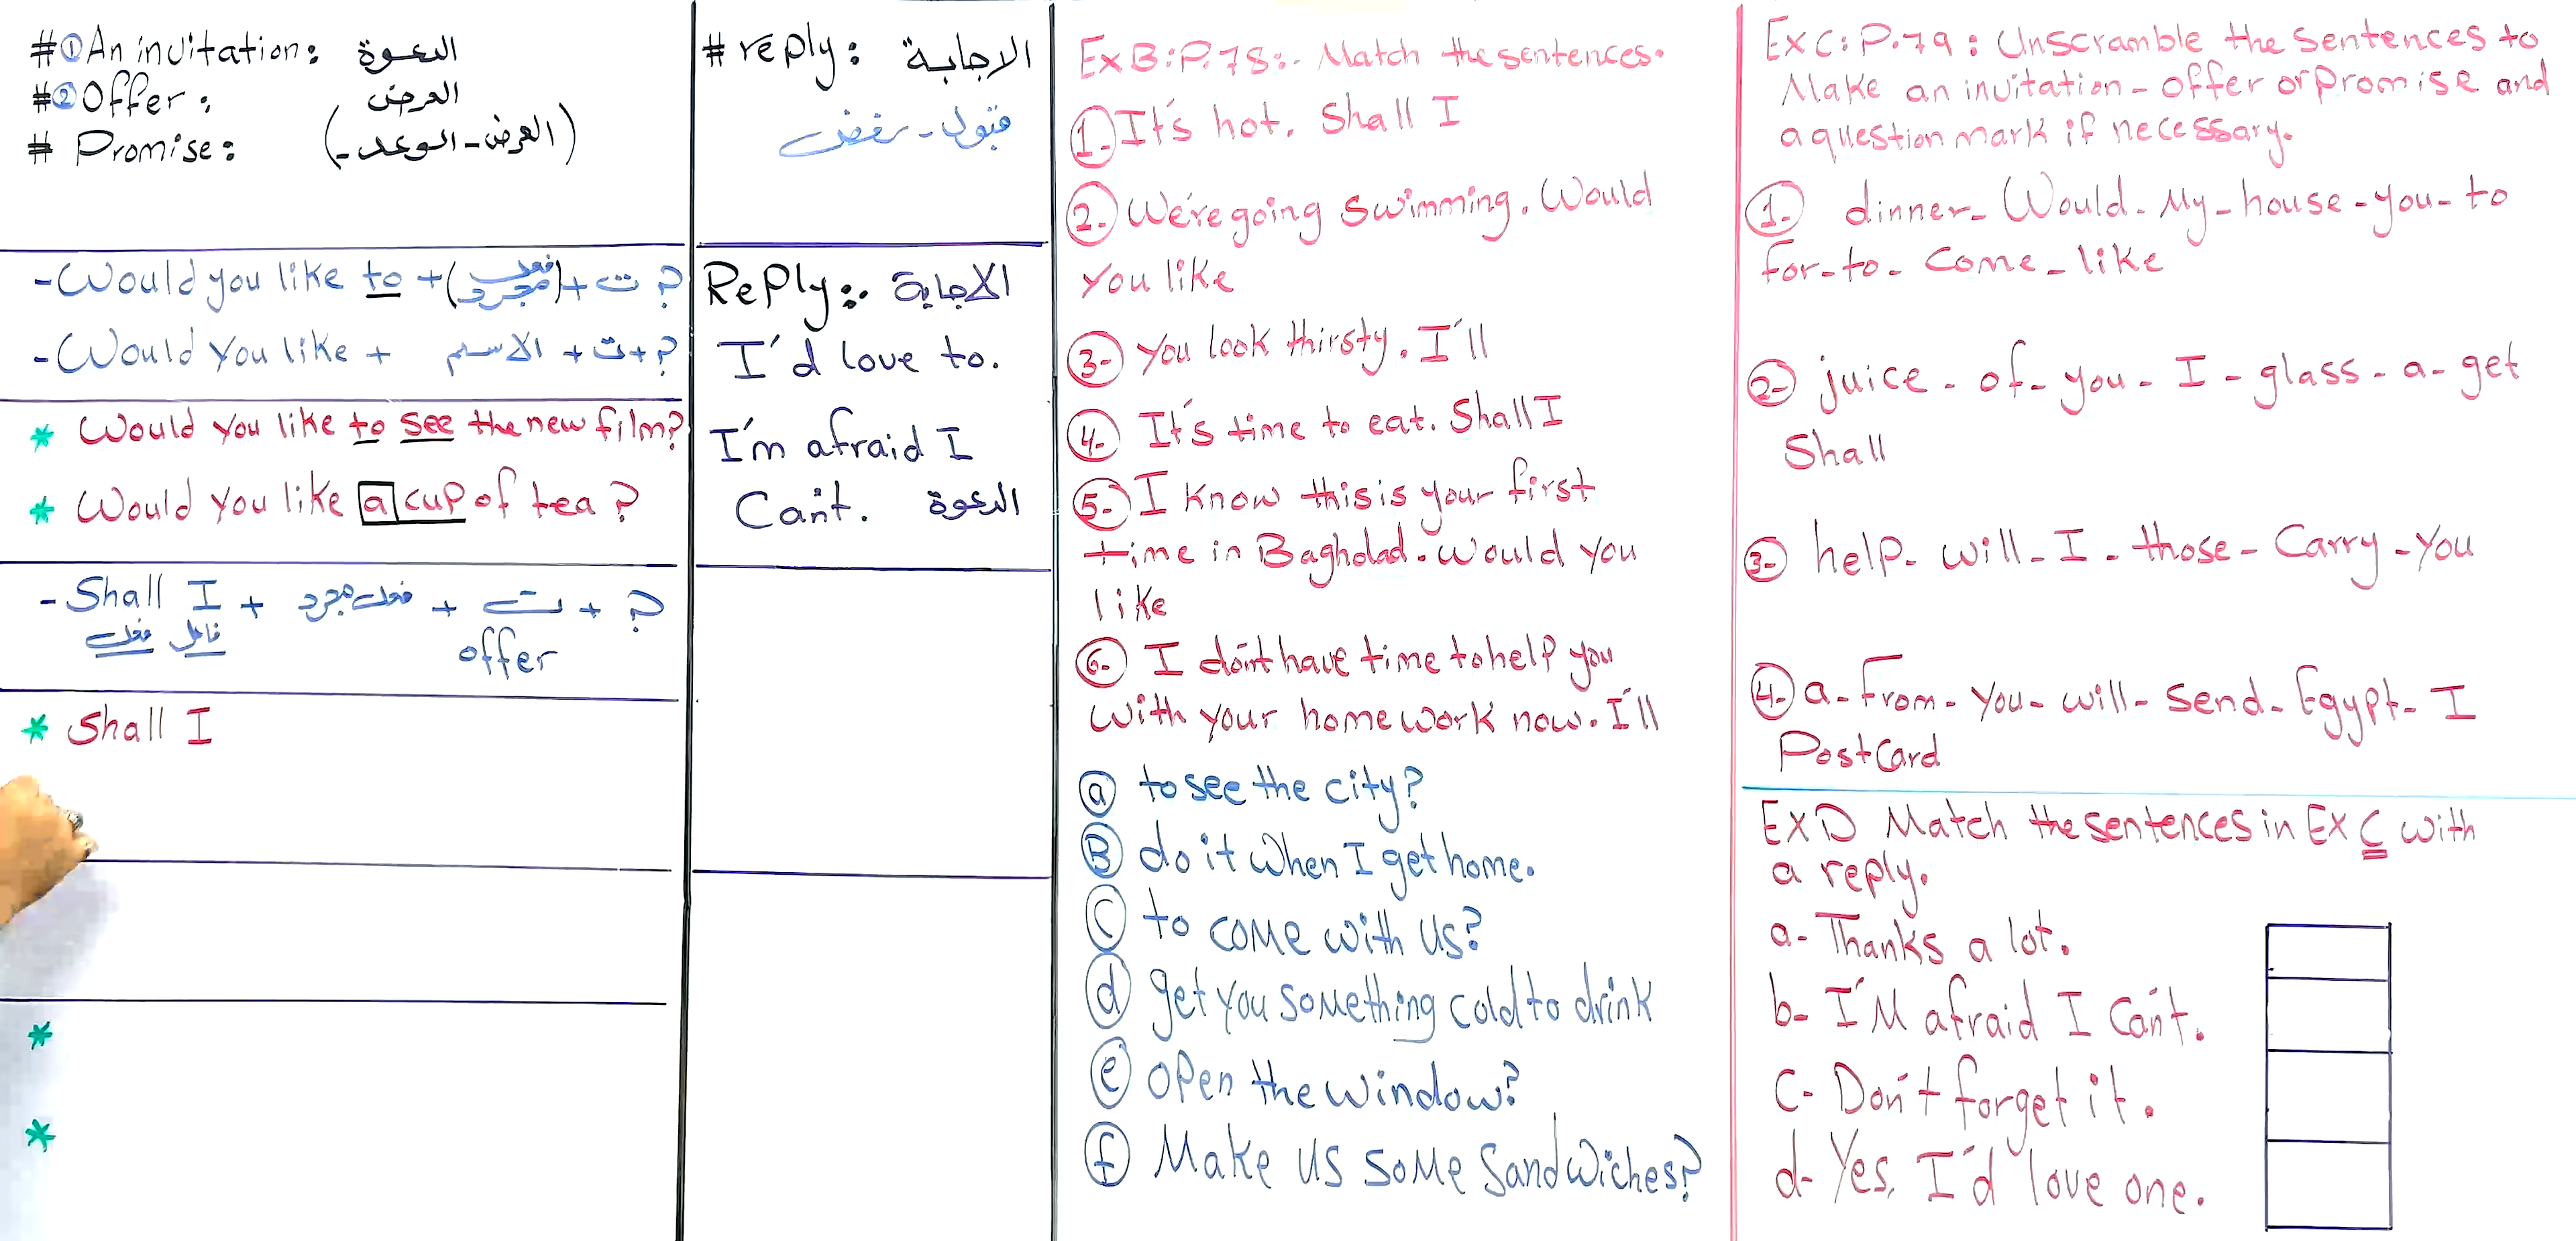 #① An invitation: الدعوة
#② Offer: العرض
# Promise: (العرض-الوعد-)
-Would you like to +(فعل مجرد)+ ت ?
-Would You like + الاسم + ت + ?
* Would you like to see the new film?
* Would you like a cup of tea?
- Shall I + فعل مجرد + ت + ?
فعل فاعل offer
* Shall I
*
*
# reply: الاجابة
قبول - رفض
Reply:. الاجابة
I'd love to.
I'm afraid I
Can't. الدعوة
Ex B: P. 78:. Match the sentences.
1. It's hot. Shall I
2. We're going swimming. Would
you like
3- You look thirsty. I'll
4- It's time to eat. Shall I
5- I know this is your first
time in Baghdad. Would you
like
6- I don't have time to help you
with your homework now. I'll
a to see the city?
B do it when I get home.
C to come with us?
d get you something cold to drink
e open the window?
f Make us some sandwiches?
Ex C: P. 79: Unscramble the sentences to
Make an invitation - offer or promise and
a question mark if necessary.
1. dinner- Would- My- house- you- to
for- to- Come- like
2- juice- of- you- I- glass- a- get
Shall
3- help- will- I- those- Carry- You
4- a- From- you- will- send- Egypt- I
PostCard
Ex D Match the sentences in Ex C with
a reply.
a- Thanks a lot.
b- I'M afraid I Can't.
C- Don't forget it.
d- Yes, I'd love one.